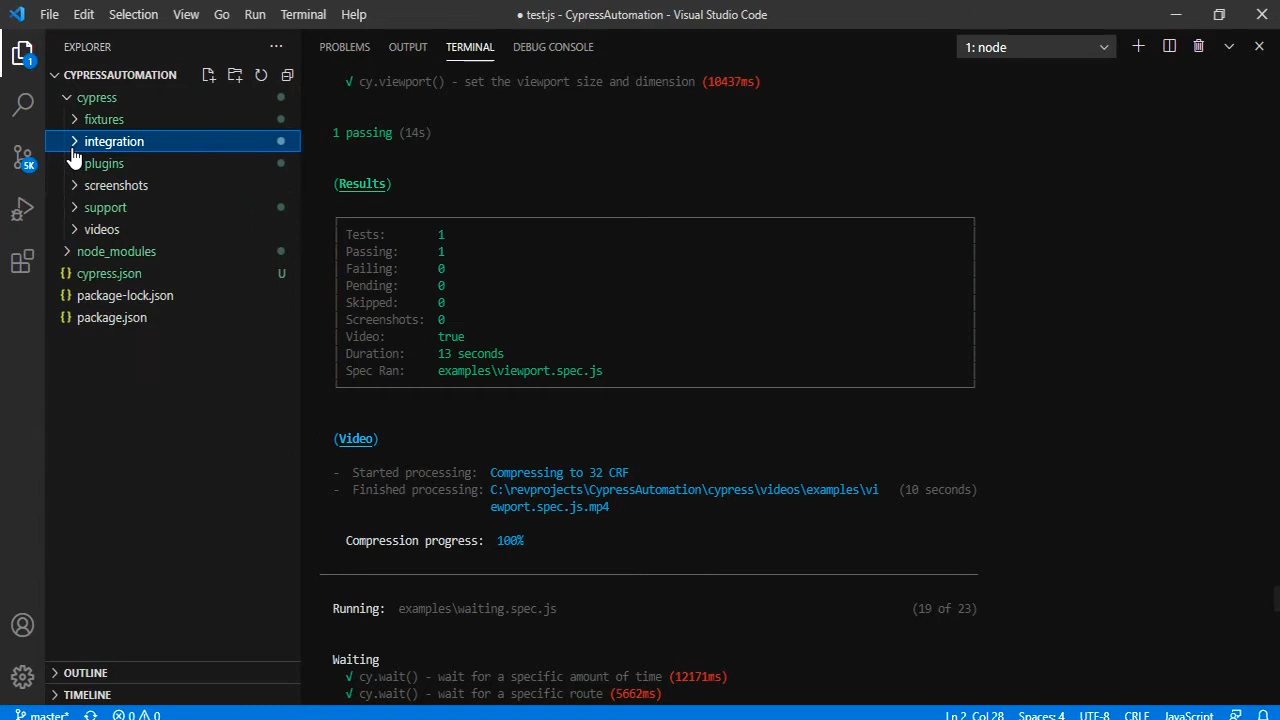 File Edit Selection View Go Run Terminal Help
● test.js - CypressAutomation - Visual Studio Code
EXPLORER
PROBLEMS OUTPUT TERMINAL DEBUG CONSOLE
1: node
1
CYPRESSAUTOMATION
cypress
fixtures
integration
plugins
screenshots
support
videos
node_modules
cypress.json U
package-lock.json
package.json
5K
OUTLINE
TIMELINE
√ cy.viewport() - set the viewport size and dimension (10437ms)
1 passing (14s)
(Results)
Tests: 1
Passing: 1
Failing: 0
Pending: 0
Skipped: 0
Screenshots: 0
Video: true
Duration: 13 seconds
Spec Ran: examples\viewport.spec.js
(Video)
- Started processing: Compressing to 32 CRF
- Finished processing: C:\revprojects\CypressAutomation\cypress\videos\examples\vi (10 seconds)
ewport.spec.js.mp4
Compression progress: 100%
Running: examples\waiting.spec.js (19 of 23)
Waiting
√ cy.wait() - wait for a specific amount of time (12171ms)
√ cy.wait() - wait for a specific route (5662ms)
master* 0 0 Ln 2, Col 28 Spaces: 4 UTF-8 CRLF JavaScript